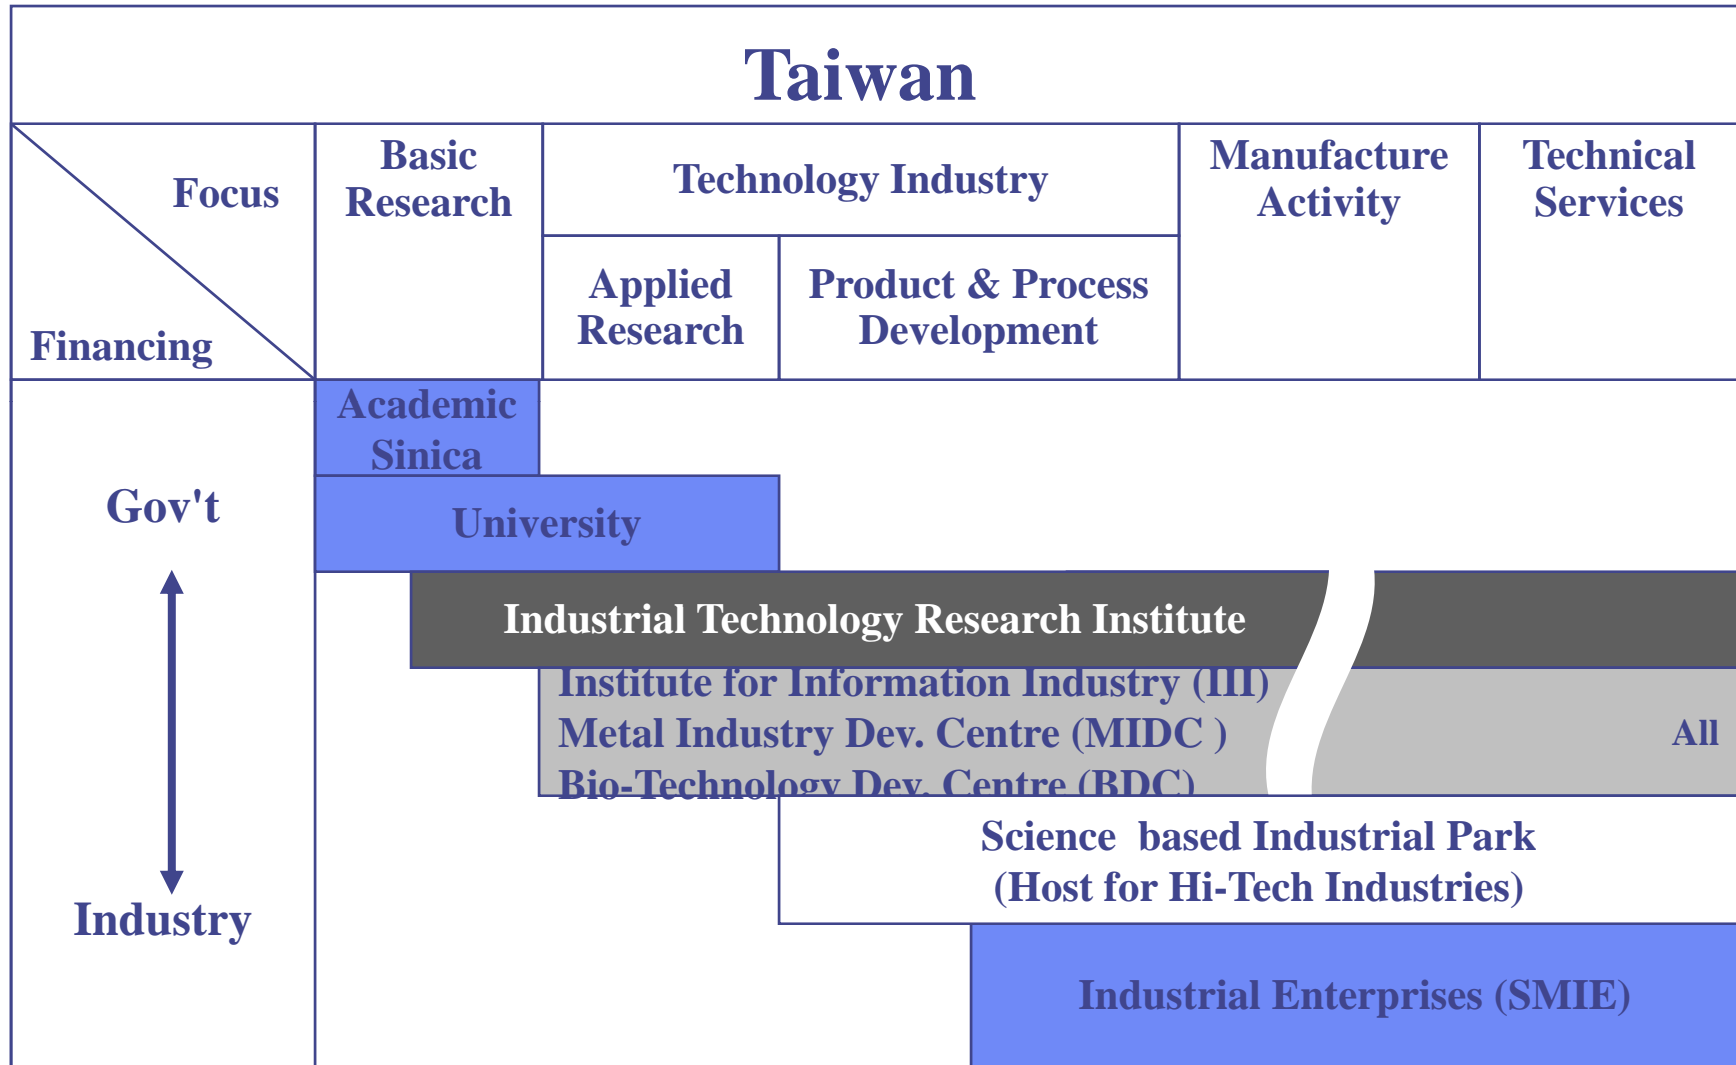 Taiwan
Focus
Financing
Basic
Research
Technology Industry
Applied
Research
Product & Process
Development
Manufacture
Activity
Technical
Services
Gov't
Industry
Academic
Sinica
University
Industrial Technology Research Institute
Institute for Information Industry (III)
Metal Industry Dev. Centre (MIDC )
All
Bio-Technology Dev. Centre (BDC)
Science  based Industrial Park
(Host for Hi-Tech Industries)
Industrial Enterprises (SMIE)